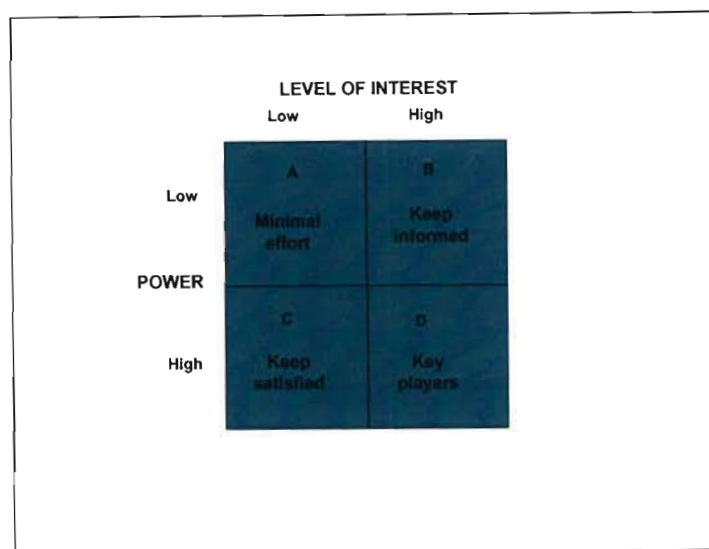 LEVEL OF INTEREST
Low High
A B
Low
Minimal Keep
effort informed
POWER
C D
High Keep Key
satisfied players